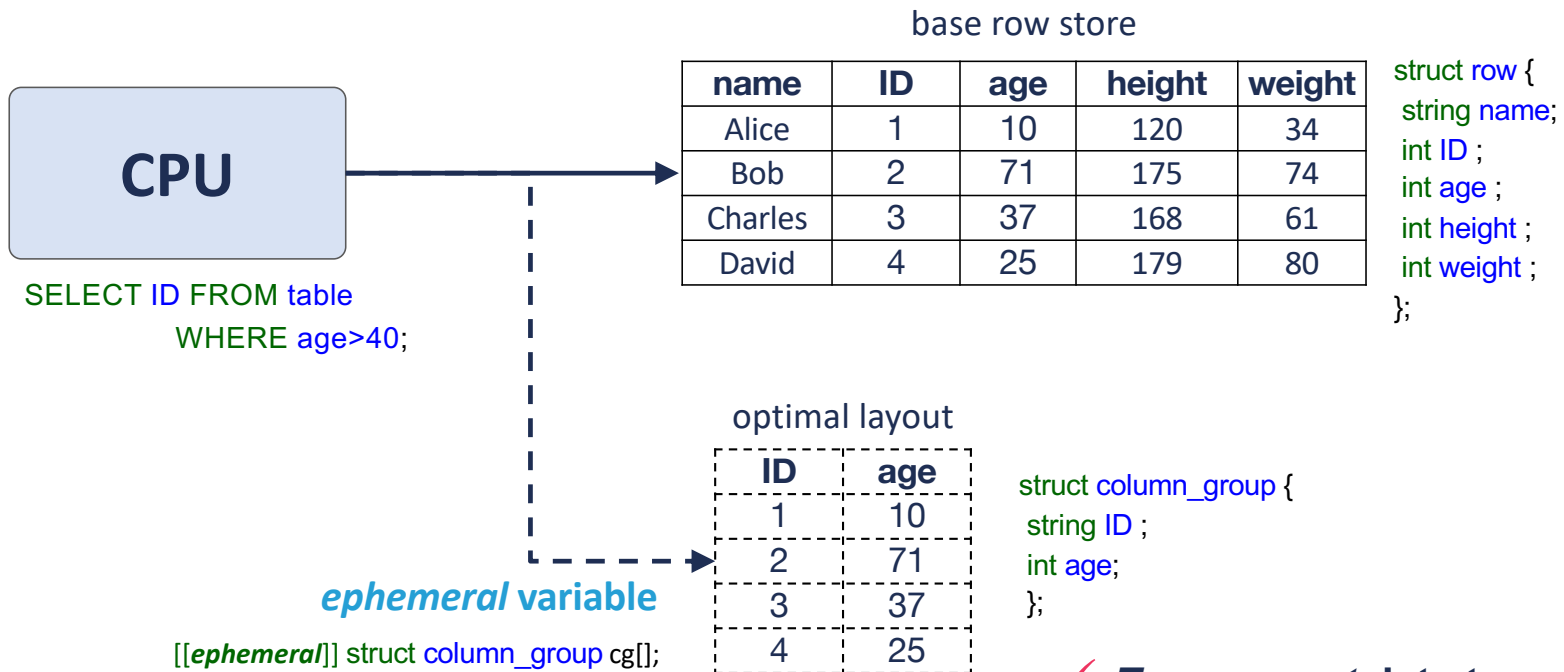 base row store
name ID age height weight
Alice 1 10 120 34
Bob 2 71 175 74
Charles 3 37 168 61
David 4 25 179 80
struct row {
string name;
int ID ;
int age ;
int height ;
int weight ;
};
CPU
SELECT ID FROM table
WHERE age>40;
optimal layout
ID age
1 10
2 71
3 37
4 25
struct column_group {
string ID ;
int age;
};
ephemeral variable
[[ephemeral]] struct column_group cg[];